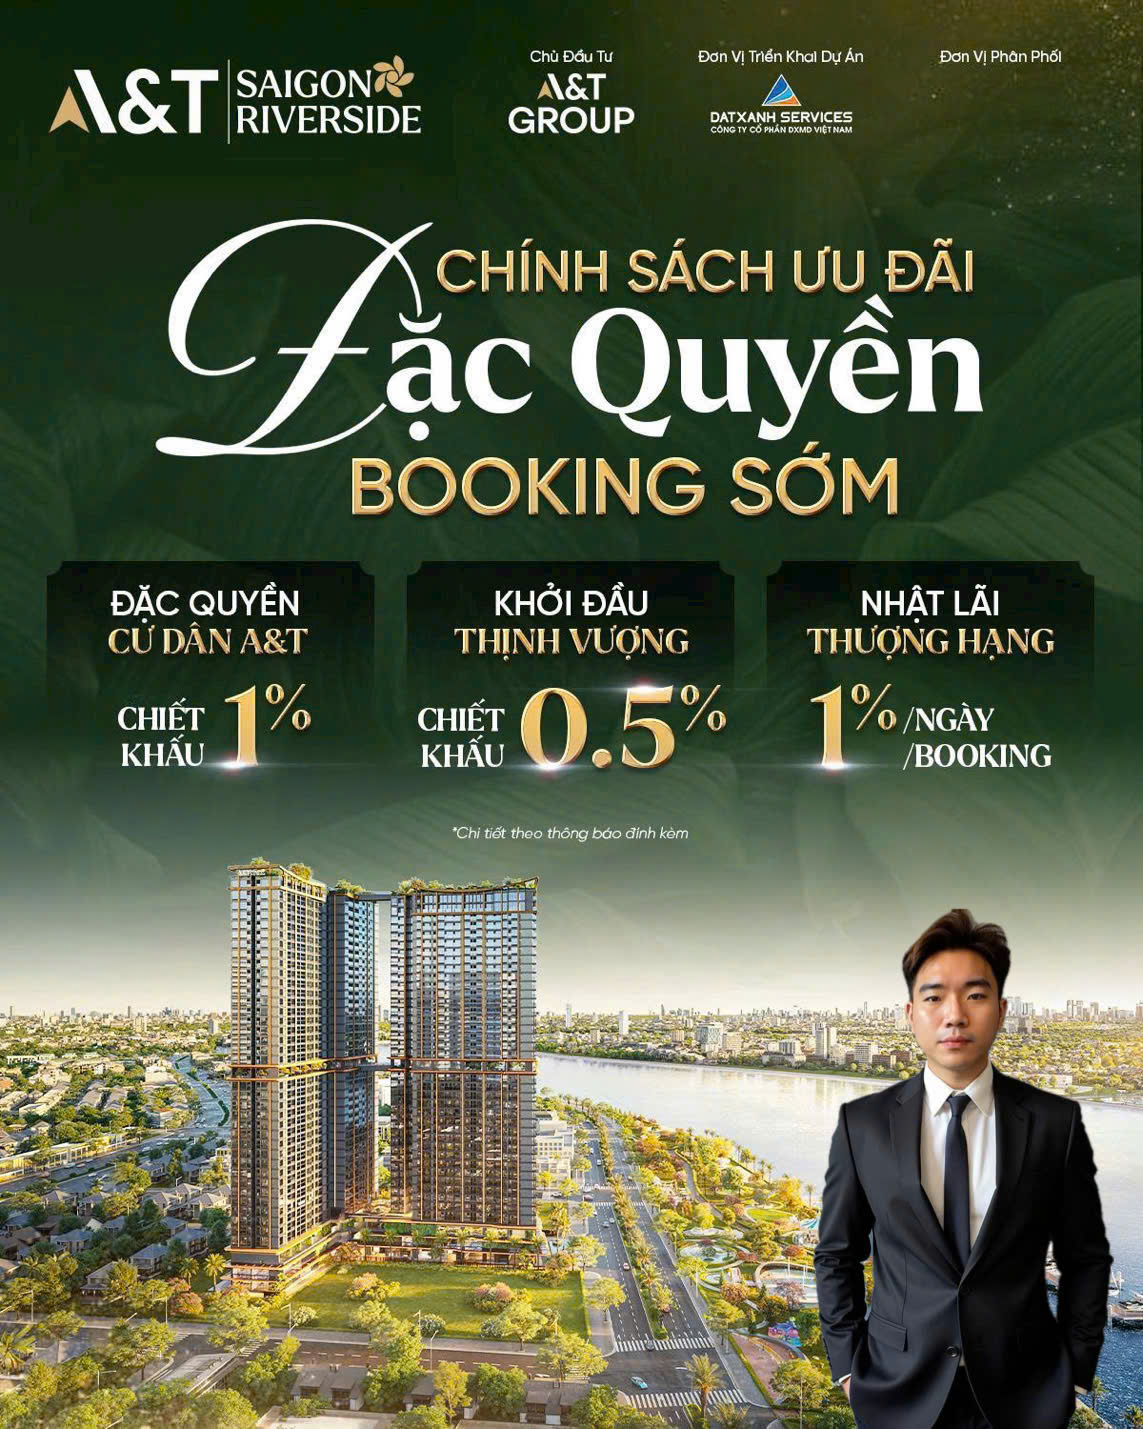 A&T SAIGON RIVERSIDE
Chủ Đầu Tư
A&T
GROUP
Đơn Vị Triển Khai Dự Án
DATXANH SERVICES
CÔNG TY CỔ PHẦN DXMD VIỆT NAM
Đơn Vị Phân Phối
CHÍNH SÁCH ƯU ĐÃI
Đặc Quyền
BOOKING SỚM
ĐẶC QUYỀN
CƯ DÂN A&T
CHIẾT KHẤU 1%
KHỞI ĐẦU
THỊNH VƯỢNG
CHIẾT KHẤU 0.5%
NHẬT LÃI
THƯỢNG HẠNG
1% /NGÀY /BOOKING
*Chi tiết theo thông báo đính kèm